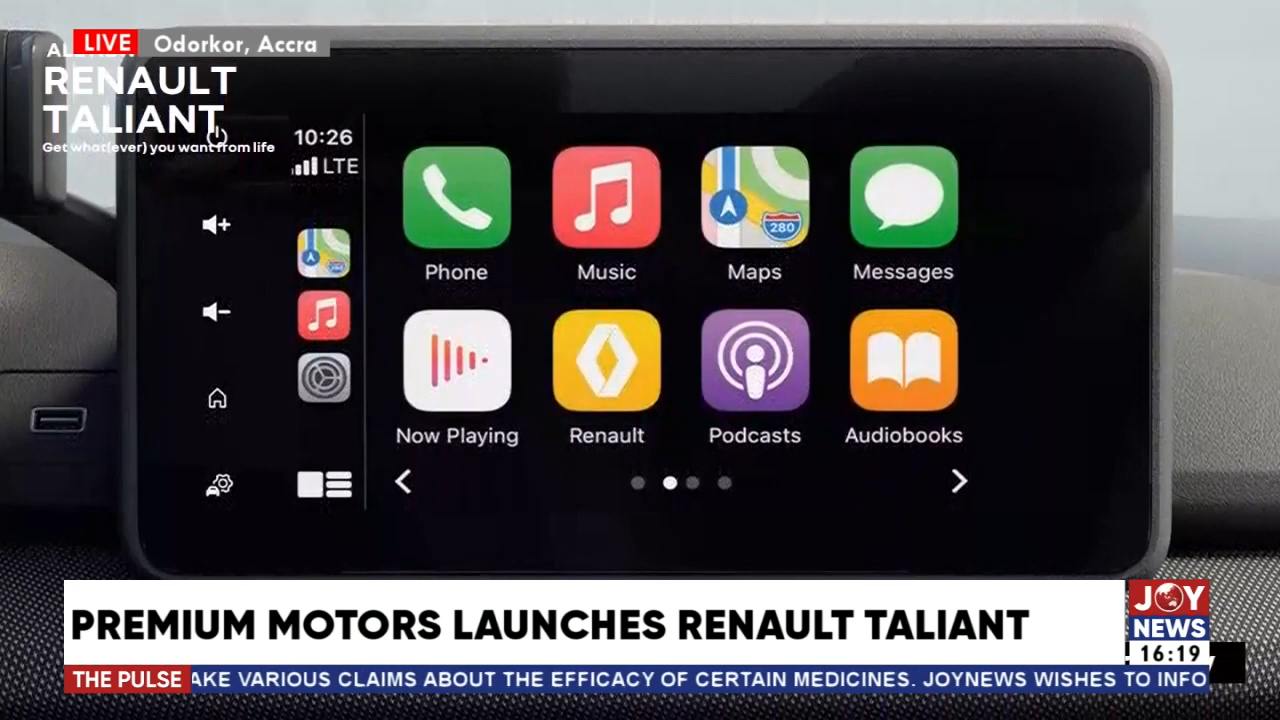 LIVE
Odorkor, Accra
RENAULT
TALIANT
Get what(ever) you want from life
10:26
LTE
Phone
Music
Maps
280
Messages
Now Playing
Renault
Podcasts
Audiobooks
PREMIUM MOTORS LAUNCHES RENAULT TALIANT
JOY
NEWS
16:19
THE PULSE
AKE VARIOUS CLAIMS ABOUT THE EFFICACY OF CERTAIN MEDICINES. JOYNEWS WISHES TO INFO